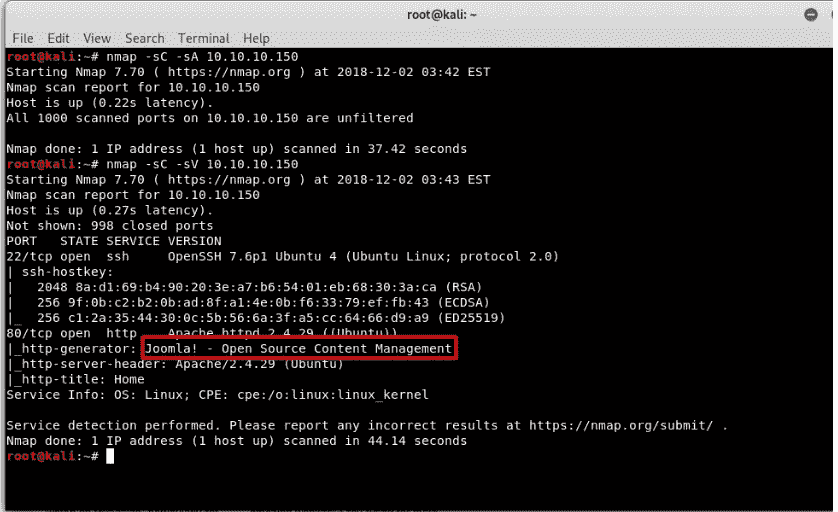 root@kali: ~
File Edit View Search Terminal Help
root@kali:~# nmap -sC -sA 10.10.10.150
Starting Nmap 7.70 ( https://nmap.org ) at 2018-12-02 03:42 EST
Nmap scan report for 10.10.10.150
Host is up (0.22s latency).
All 1000 scanned ports on 10.10.10.150 are unfiltered
Nmap done: 1 IP address (1 host up) scanned in 37.42 seconds
root@kali:~# nmap -sC -sV 10.10.10.150
Starting Nmap 7.70 ( https://nmap.org ) at 2018-12-02 03:43 EST
Nmap scan report for 10.10.10.150
Host is up (0.27s latency).
Not shown: 998 closed ports
PORT   STATE SERVICE VERSION
22/tcp open  ssh     OpenSSH 7.6p1 Ubuntu 4 (Ubuntu Linux; protocol 2.0)
| ssh-hostkey:
|   2048 8a:d1:69:b4:90:20:3e:a7:b6:54:01:eb:68:30:3a:ca (RSA)
|   256 9f:0b:c2:b2:0b:ad:8f:a1:4e:0b:f6:33:79:ef:fb:43 (ECDSA)
|_  256 c1:2a:35:44:30:0c:5b:56:6a:3f:a5:cc:64:66:d9:a9 (ED25519)
80/tcp open  http    Apache httpd 2.4.29 ((Ubuntu))
|_http-generator: Joomla! - Open Source Content Management
|_http-server-header: Apache/2.4.29 (Ubuntu)
|_http-title: Home
Service Info: OS: Linux; CPE: cpe:/o:linux:linux_kernel
Service detection performed. Please report any incorrect results at https://nmap.org/submit/ .
Nmap done: 1 IP address (1 host up) scanned in 44.14 seconds
root@kali:~#